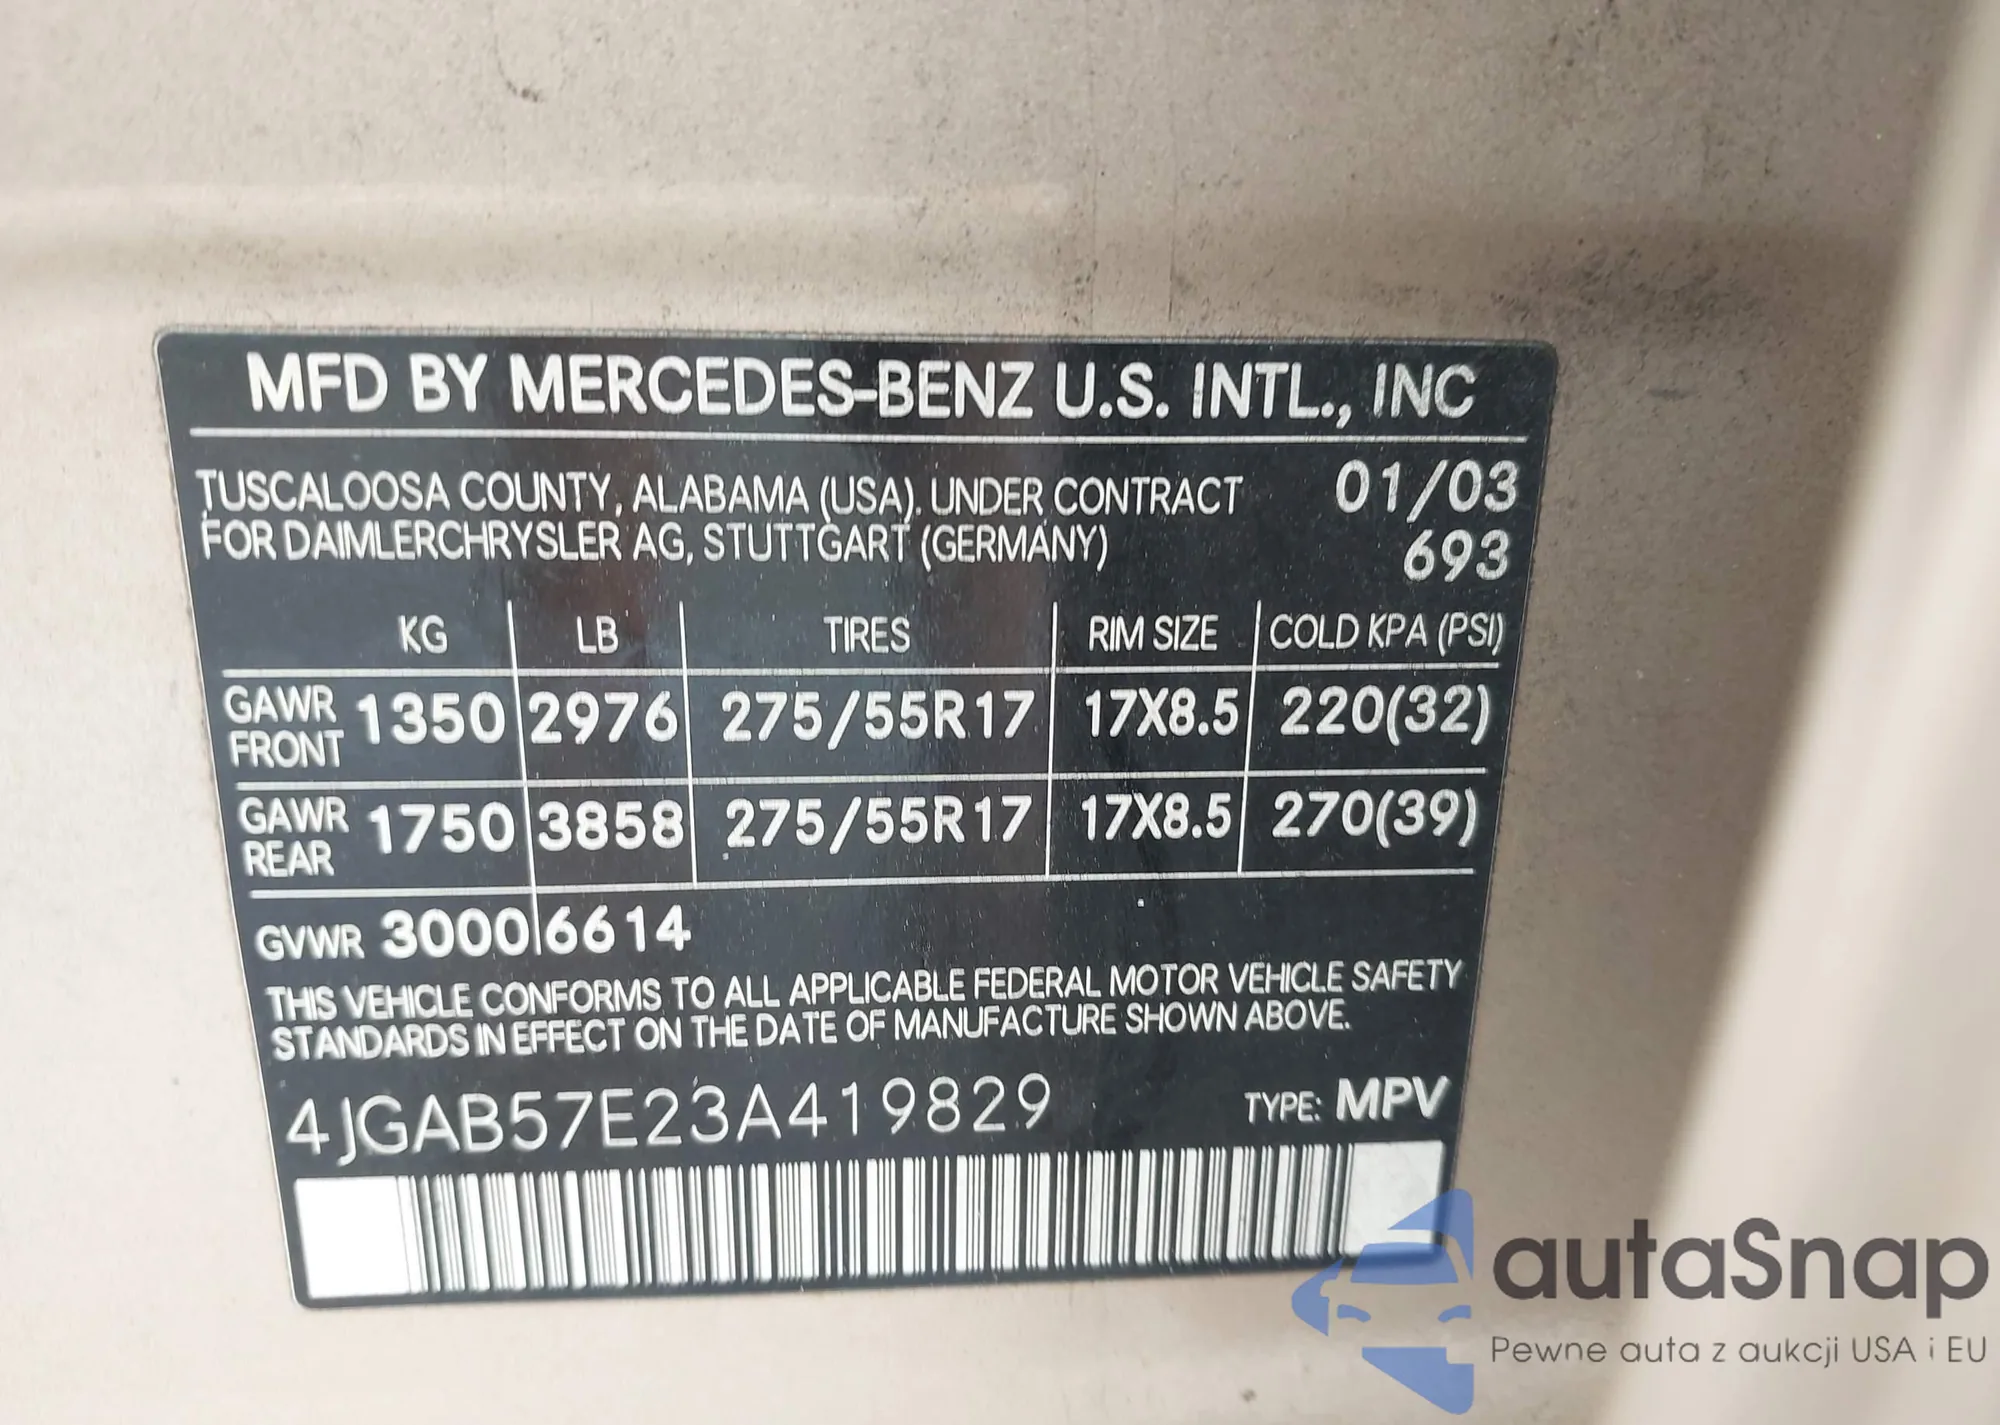 MFD BY MERCEDES-BENZ U.S. INTL., INC
TUSCALOOSA COUNTY, ALABAMA (USA). UNDER CONTRACT 01/03
FOR DAIMLERCHRYSLER AG, STUTTGART (GERMANY) 693
KG LB TIRES RIM SIZE COLD KPA (PSI)
GAWR FRONT 1350 2976 275/55R17 17X8.5 220(32)
GAWR REAR 1750 3858 275/55R17 17X8.5 270(39)
GVWR 3000 6614
THIS VEHICLE CONFORMS TO ALL APPLICABLE FEDERAL MOTOR VEHICLE SAFETY
STANDARDS IN EFFECT ON THE DATE OF MANUFACTURE SHOWN ABOVE.
4JGAB57E23A419829 TYPE: MPV
autaSnap
Pewne auta z aukcji USA i EU